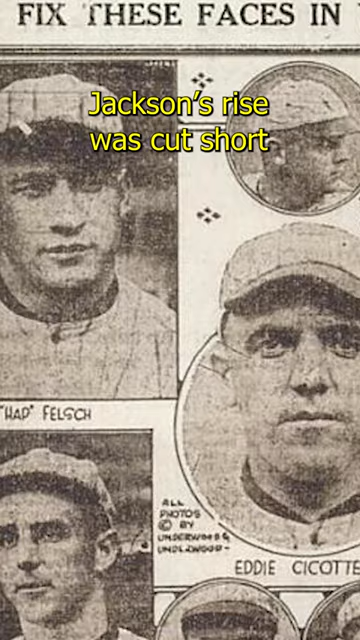 FIX THESE FACES IN
Jackson's rise
was cut short
"HAP" FELSCH
ALL
PHOTOS
© BY
UNDERWOOD &
UNDERWOOD-
EDDIE CICOTTE